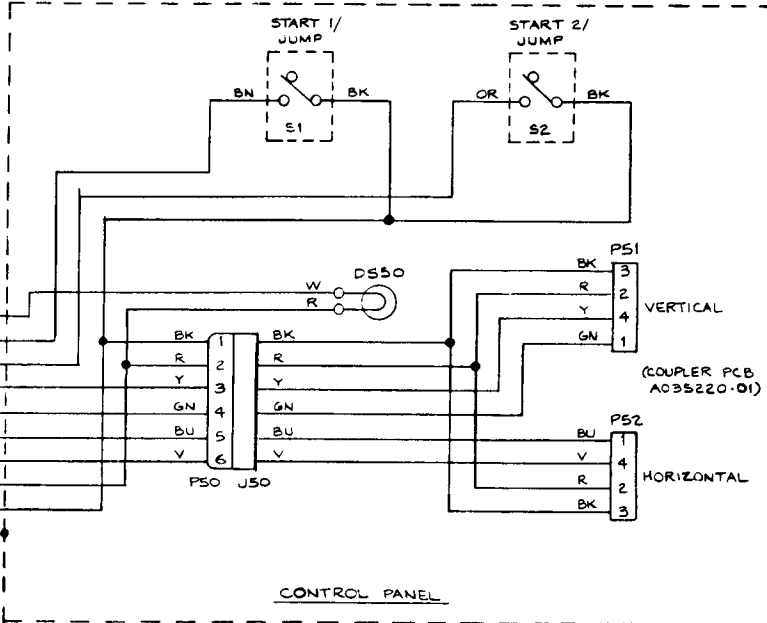 START 1/
JUMP
START 2/
JUMP
BN
BK
OR
BK
S1
S2
P51
DS50
W
R
BK 3
R 2
Y 4
GN 1
VERTICAL
BK 1 BK
R 2 R
Y 3 Y
GN 4 GN
BU 5 BU
V 6 V
P50 J50
(COUPLER PCB
A035220-01)
P52
BU 1
V 4
R 2
BK 3
HORIZONTAL
CONTROL PANEL